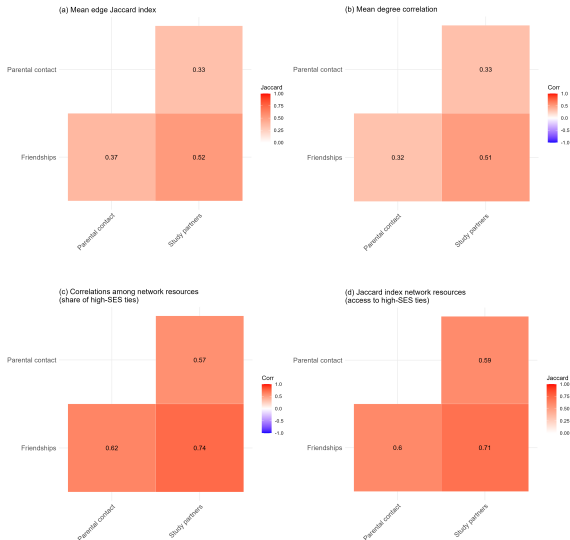 (a) Mean edge Jaccard index
Parental contact
Friendships
0.33
0.37
0.52
Parental contact
Study partners
Jaccard
1.00
0.75
0.50
0.25
0.00
(b) Mean degree correlation
Parental contact
Friendships
0.33
0.32
0.51
Parental contact
Study partners
Corr
1.0
0.5
0.0
-0.5
-1.0
(c) Correlations among network resources
(share of high-SES ties)
Parental contact
Friendships
0.57
0.62
0.74
Parental contact
Study partners
Corr
1.0
0.5
0.0
-0.5
-1.0
(d) Jaccard index network resources
(access to high-SES ties)
Parental contact
Friendships
0.59
0.6
0.71
Parental contact
Study partners
Jaccard
1.00
0.75
0.50
0.25
0.00